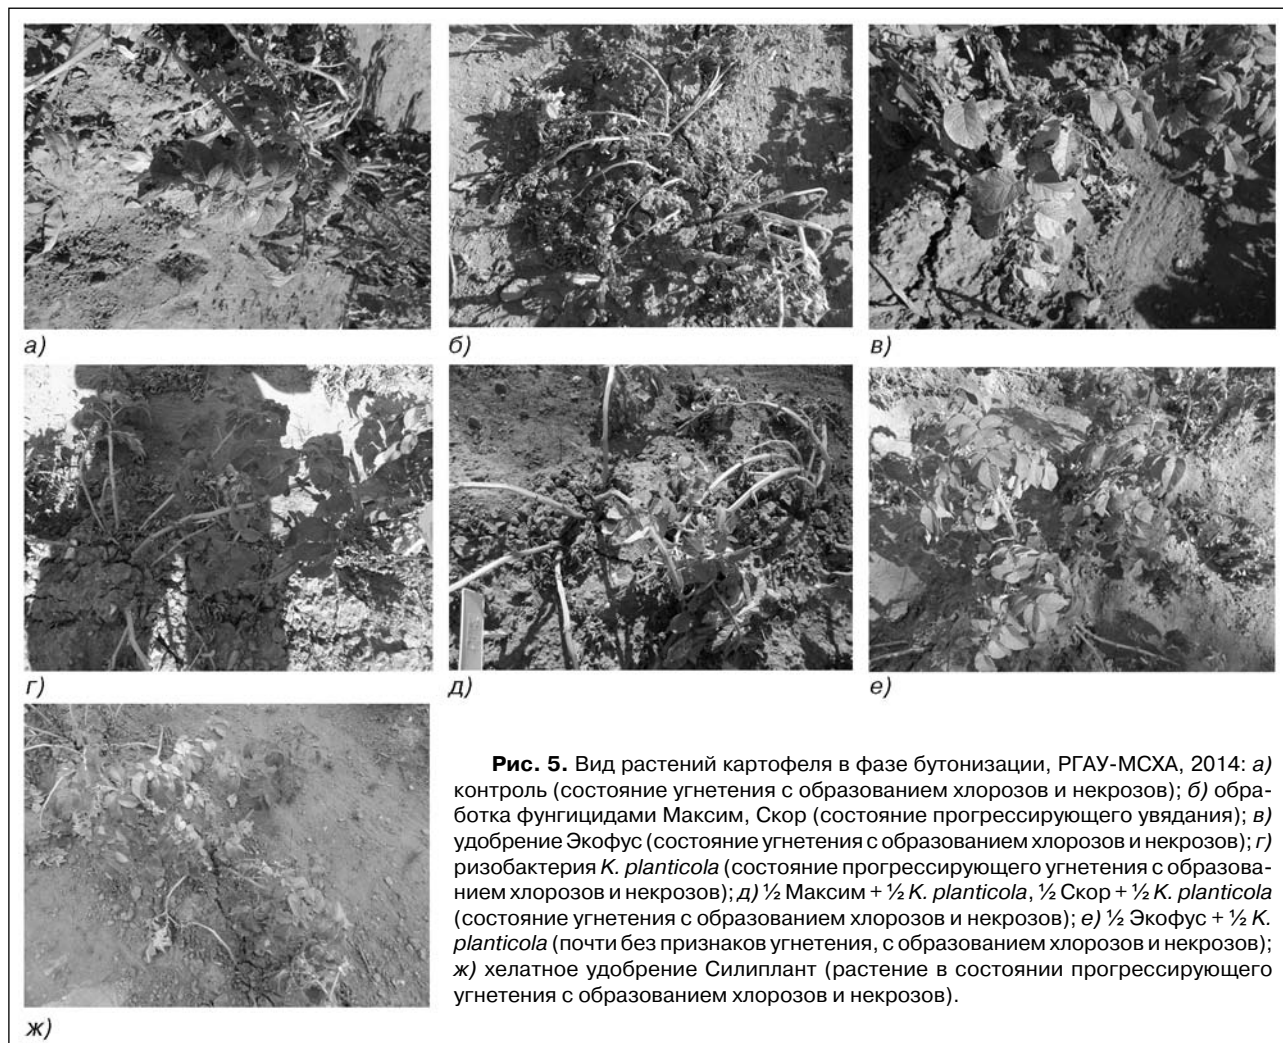 а)
б)
в)
г)
д)
е)
Рис. 5. Вид растений картофеля в фазе бутонизации, РГАУ-МСХА, 2014: а)
контроль (состояние угнетения с образованием хлорозов и некрозов); б) обра-
ботка фунгицидами Максим, Скор (состояние прогрессирующего увядания); в)
удобрение Экофус (состояние угнетения с образованием хлорозов и некрозов); г)
ризобактерия K. planticola (состояние прогрессирующего угнетения с образова-
нием хлорозов и некрозов); д) ½ Максим + ½ K. planticola, ½ Скор + ½ K. planticola
(состояние угнетения с образованием хлорозов и некрозов); е) ½ Экофус + ½ K.
planticola (почти без признаков угнетения, с образованием хлорозов и некрозов);
ж) хелатное удобрение Силиплант (растение в состоянии прогрессирующего
угнетения с образованием хлорозов и некрозов).
ж)